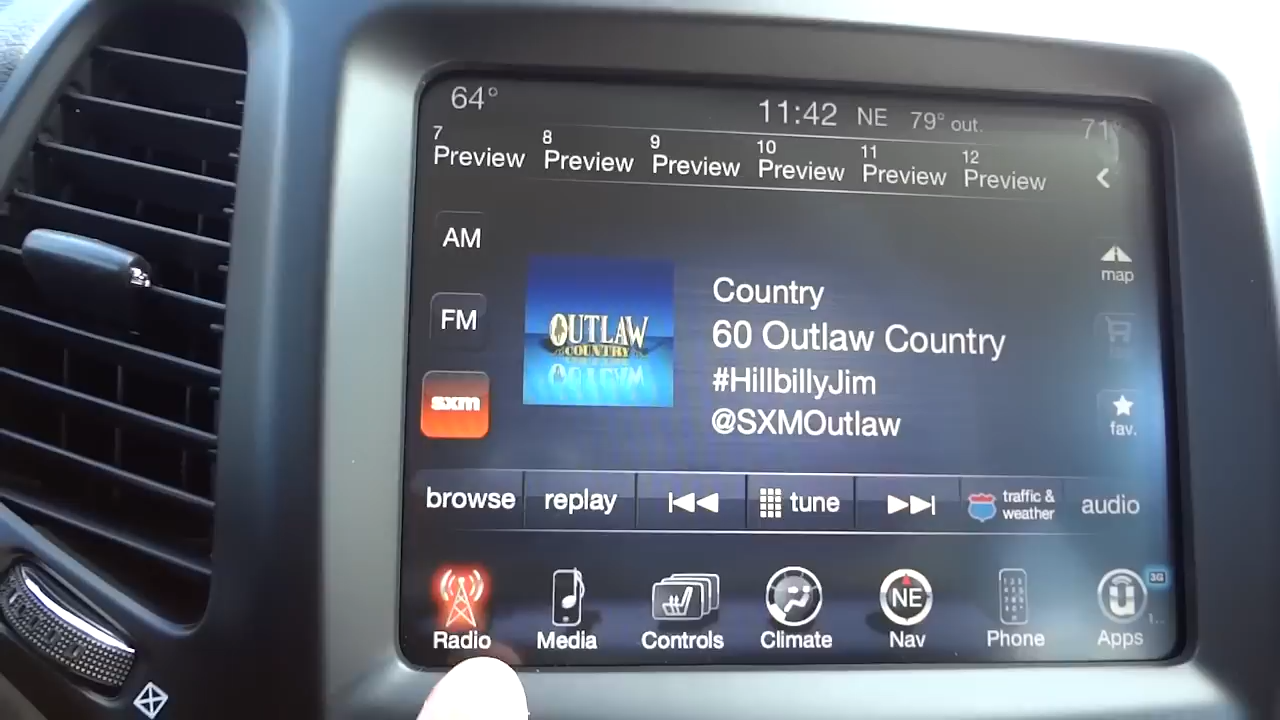 64° 11:42 NE 79° out. 71°
7 8 9 10 11 12
Preview Preview Preview Preview Preview Preview
AM
map
Country
FM
OUTLAW
COUNTRY
60 Outlaw Country
#HillbillyJim
sxm
@SXMOutlaw
fav.
browse replay tune traffic & weather audio
NE
3G
Radio Media Controls Climate Nav Phone Apps